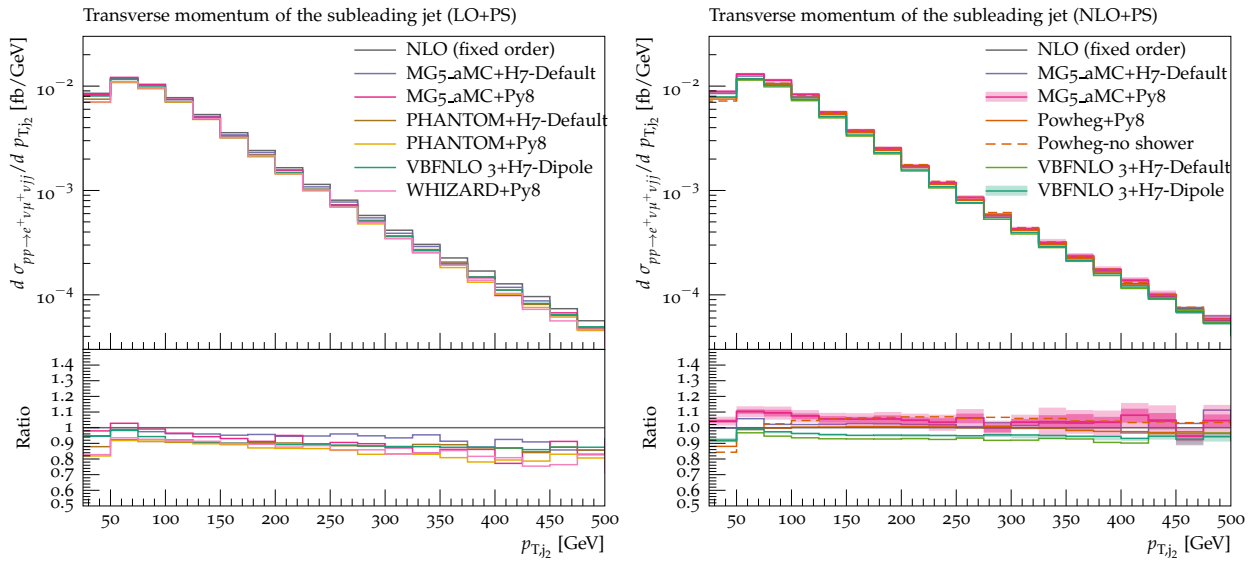 Transverse momentum of the subleading jet (LO+PS)
NLO (fixed order)
MG5_aMC+H7-Default
MG5_aMC+Py8
PHANTOM+H7-Default
PHANTOM+Py8
VBFNLO 3+H7-Dipole
WHIZARD+Py8
10⁻²
10⁻³
10⁻⁴
d σ_{pp→e⁺νμ⁺νjj}/d p_{T,j₂} [fb/GeV]
1.4
1.3
1.2
1.1
1.0
0.9
0.8
0.7
0.6
0.5
Ratio
50 100 150 200 250 300 350 400 450 500
p_{T,j₂} [GeV]
Transverse momentum of the subleading jet (NLO+PS)
NLO (fixed order)
MG5_aMC+H7-Default
MG5_aMC+Py8
Powheg+Py8
Powheg-no shower
VBFNLO 3+H7-Default
VBFNLO 3+H7-Dipole
10⁻²
10⁻³
10⁻⁴
d σ_{pp→e⁺νμ⁺νjj}/d p_{T,j₂} [fb/GeV]
1.4
1.3
1.2
1.1
1.0
0.9
0.8
0.7
0.6
0.5
Ratio
50 100 150 200 250 300 350 400 450 500
p_{T,j₂} [GeV]